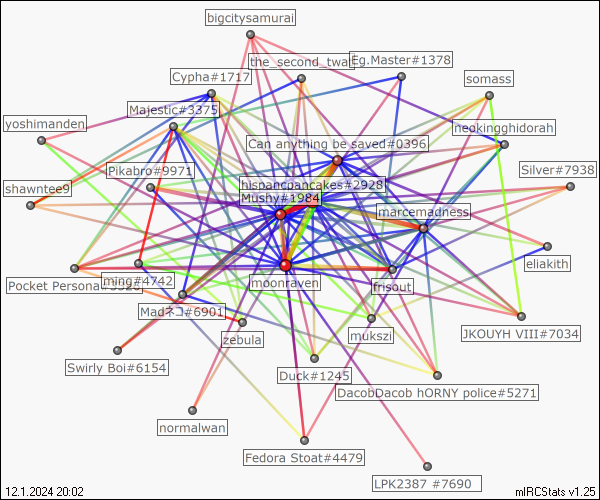 bigcitysamurai
the_second_twa
Eg.Master#1378
Cypha#1717
somass
Majestic#3375
yoshimanden
neokingghidorah
Can anything be saved#0396
Pikabro#9971
Silver#7938
shawntee9
hispancpancakes#2928
Mushy#1984
marcemadness
eliakith
moonraven
frisout
Pocket Persona
ming#4742
Madネコ#6901
zebula
mukszi
JKOUYH VIII#7034
Swirly Boi#6154
Duck#1245
DacobDacob hORNY police#5271
normalwan
Fedora Stoat#4479
LPK2387 #7690
12.1.2024 20:02
mIRCStats v1.25